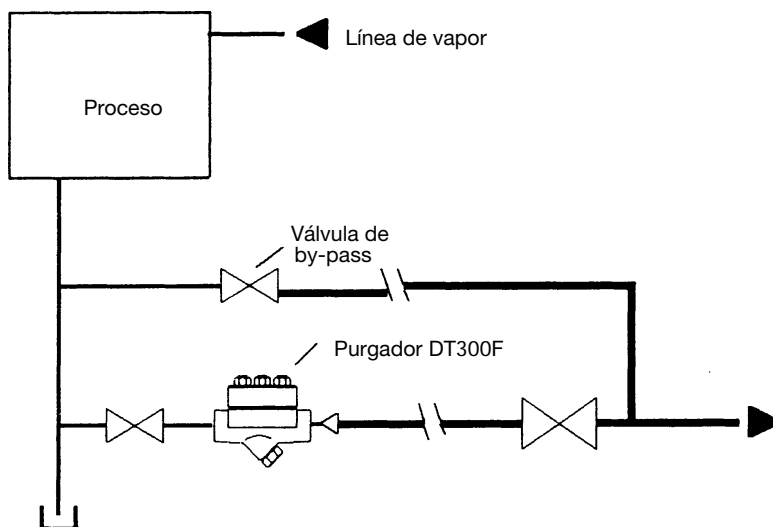 Línea de vapor
Proceso
Válvula de
by-pass
Purgador DT300F